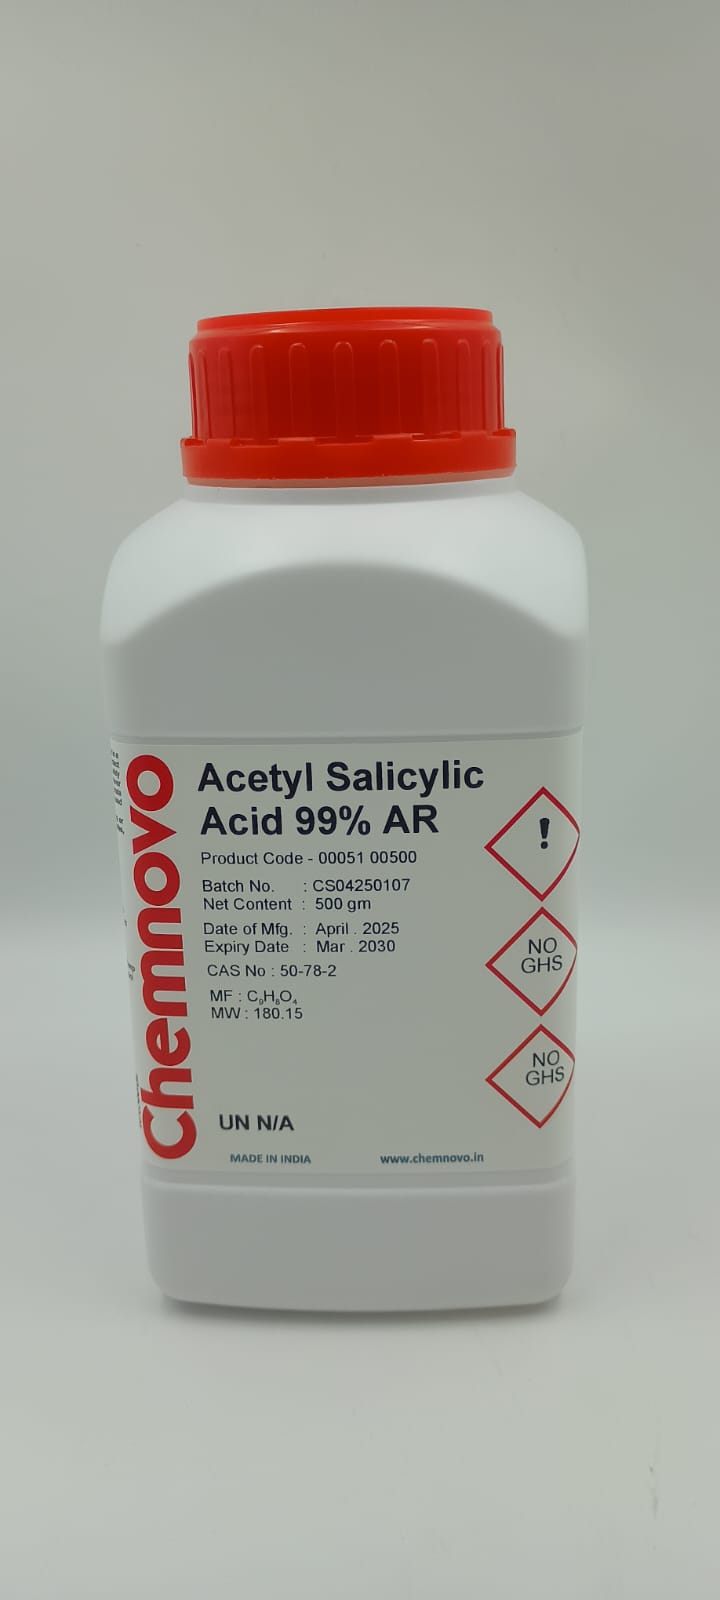 Chemnovo
Acetyl Salicylic
Acid 99% AR
Product Code - 00051 00500
Batch No. : CS04250107
Net Content : 500 gm
Date of Mfg. : April . 2025
Expiry Date : Mar . 2030
CAS No : 50-78-2
MF : C₉H₈O₄
MW : 180.15
UN N/A
MADE IN INDIA www.chemnovo.in
!
NO
GHS
NO
GHS